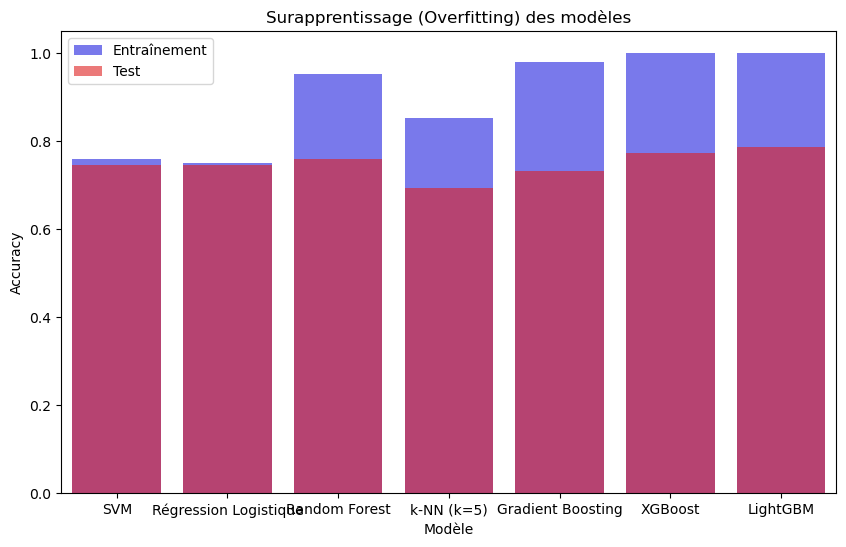 Surapprentissage (Overfitting) des modèles
Entraînement
Test
Accuracy
1.0
0.8
0.6
0.4
0.2
0.0
SVM
Régression Logistique
Random Forest
k-NN (k=5)
Gradient Boosting
XGBoost
LightGBM
Modèle